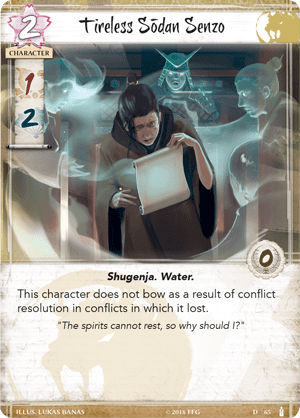 2
Tireless Sōdan Senzo
CHARACTER
1
2
0
Shugenja. Water.
This character does not bow as a result of conflict
resolution in conflicts in which it lost.
"The spirits cannot rest, so why should I?"
ILLUS. LUKAS BANAS
©2018 FFG
D 65